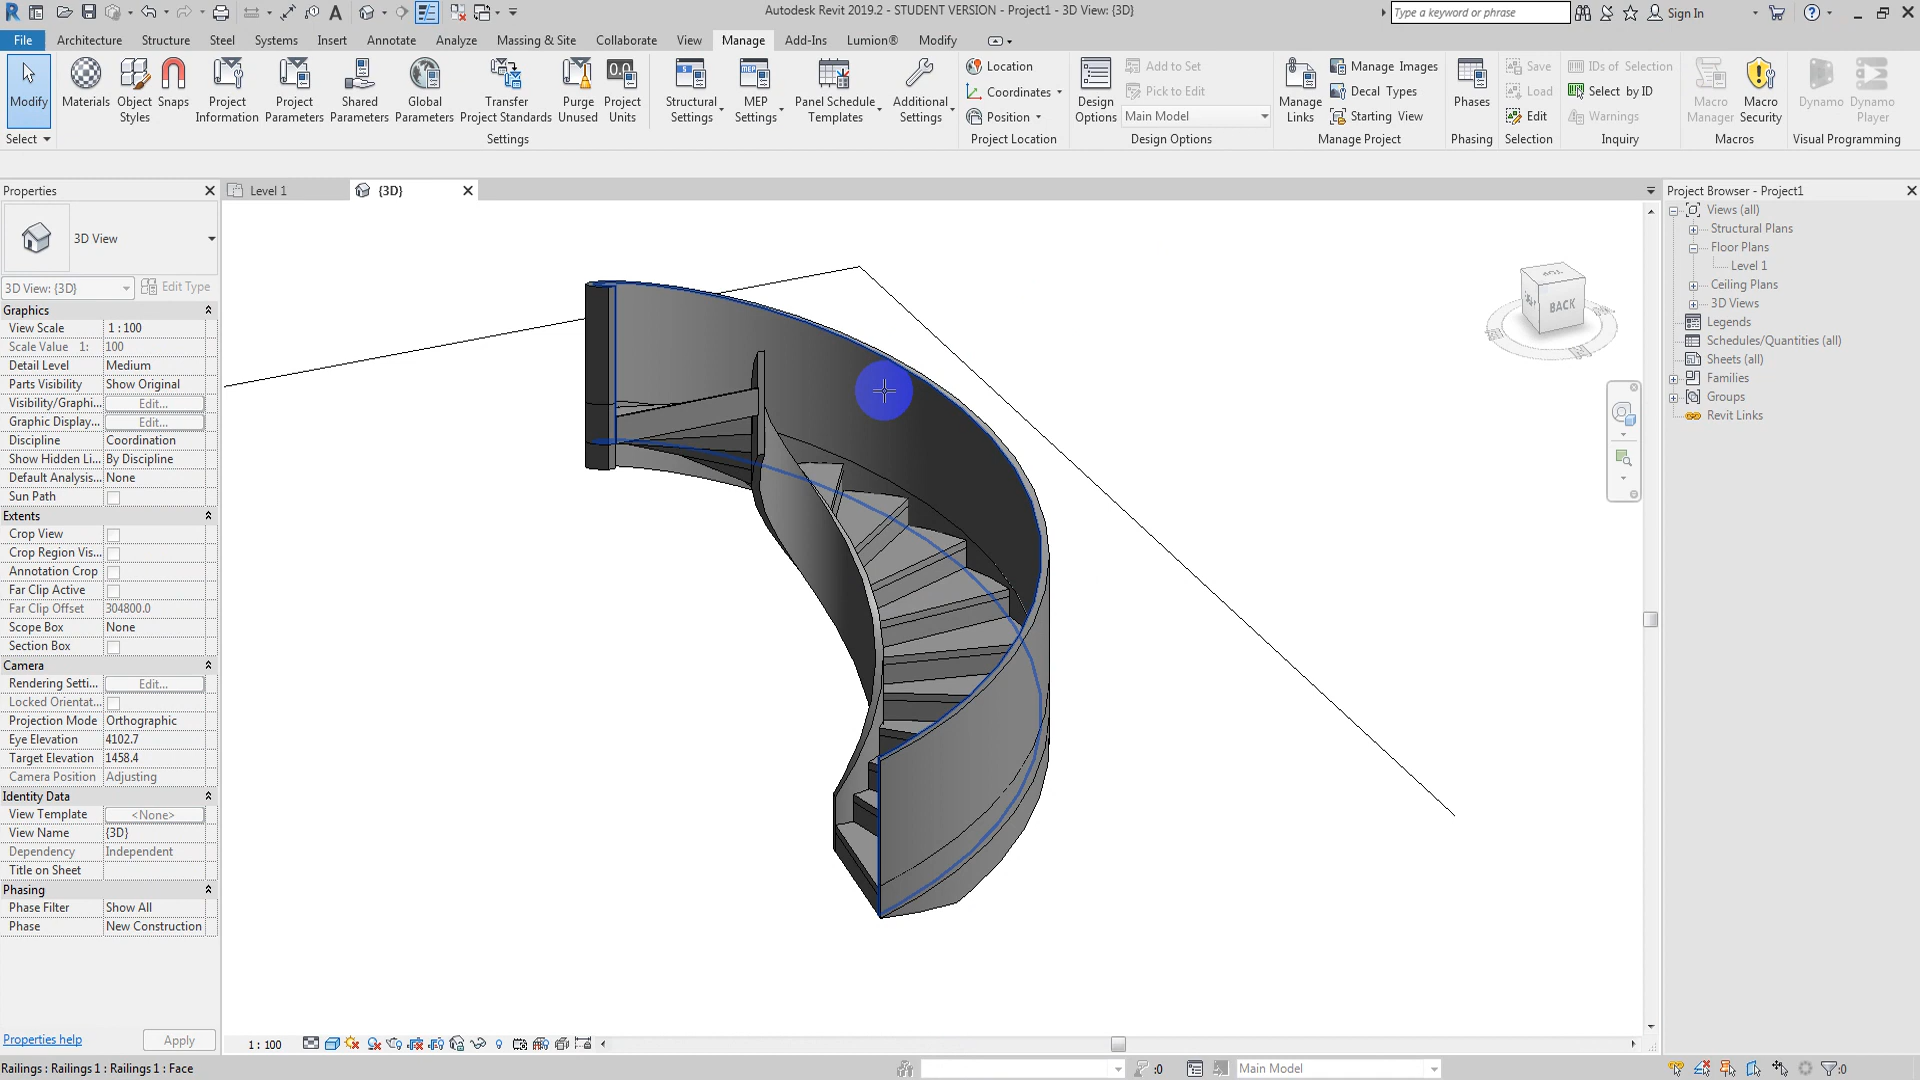 Autodesk Revit 2019.2 - STUDENT VERSION - Project1 - 3D View: {3D}
Type a keyword or phrase
Sign In
File Architecture Structure Steel Systems Insert Annotate Analyze Massing & Site Collaborate View Manage Add-Ins Lumion® Modify
Modify
Materials
Object Styles
Snaps
Project Information
Project Parameters
Shared Parameters
Global Parameters
Transfer Project Standards
Purge Unused
Project Units
Structural Settings
MEP Settings
Panel Schedule Templates
Additional Settings
Location
Coordinates
Position
Design Options
Add to Set
Pick to Edit
Main Model
Manage Links
Manage Images
Decal Types
Starting View
Phases
Save
Load
Edit
IDs of Selection
Select by ID
Warnings
Macro Manager
Macro Security
Dynamo
Dynamo Player
Select
Settings
Project Location
Design Options
Manage Project
Phasing
Selection
Inquiry
Macros
Visual Programming
Properties
Level 1
{3D}
Project Browser - Project1
3D View
3D View: {3D}
Edit Type
Graphics
View Scale 1 : 100
Scale Value 1: 100
Detail Level Medium
Parts Visibility Show Original
Visibility/Graphi... Edit...
Graphic Display... Edit...
Discipline Coordination
Show Hidden Li... By Discipline
Default Analysis... None
Sun Path
Extents
Crop View
Crop Region Vis...
Annotation Crop
Far Clip Active
Far Clip Offset 304800.0
Scope Box None
Section Box
Camera
Rendering Setti... Edit...
Locked Orientat...
Projection Mode Orthographic
Eye Elevation 4102.7
Target Elevation 1458.4
Camera Position Adjusting
Identity Data
View Template <None>
View Name {3D}
Dependency Independent
Title on Sheet
Phasing
Phase Filter Show All
Phase New Construction
Properties help
Apply
TOP
BACK
Views (all)
Structural Plans
Floor Plans
Level 1
Ceiling Plans
3D Views
Legends
Schedules/Quantities (all)
Sheets (all)
Families
Groups
Revit Links
1 : 100
Railings : Railings 1 : Railings 1 : Face
:0
Main Model
:0